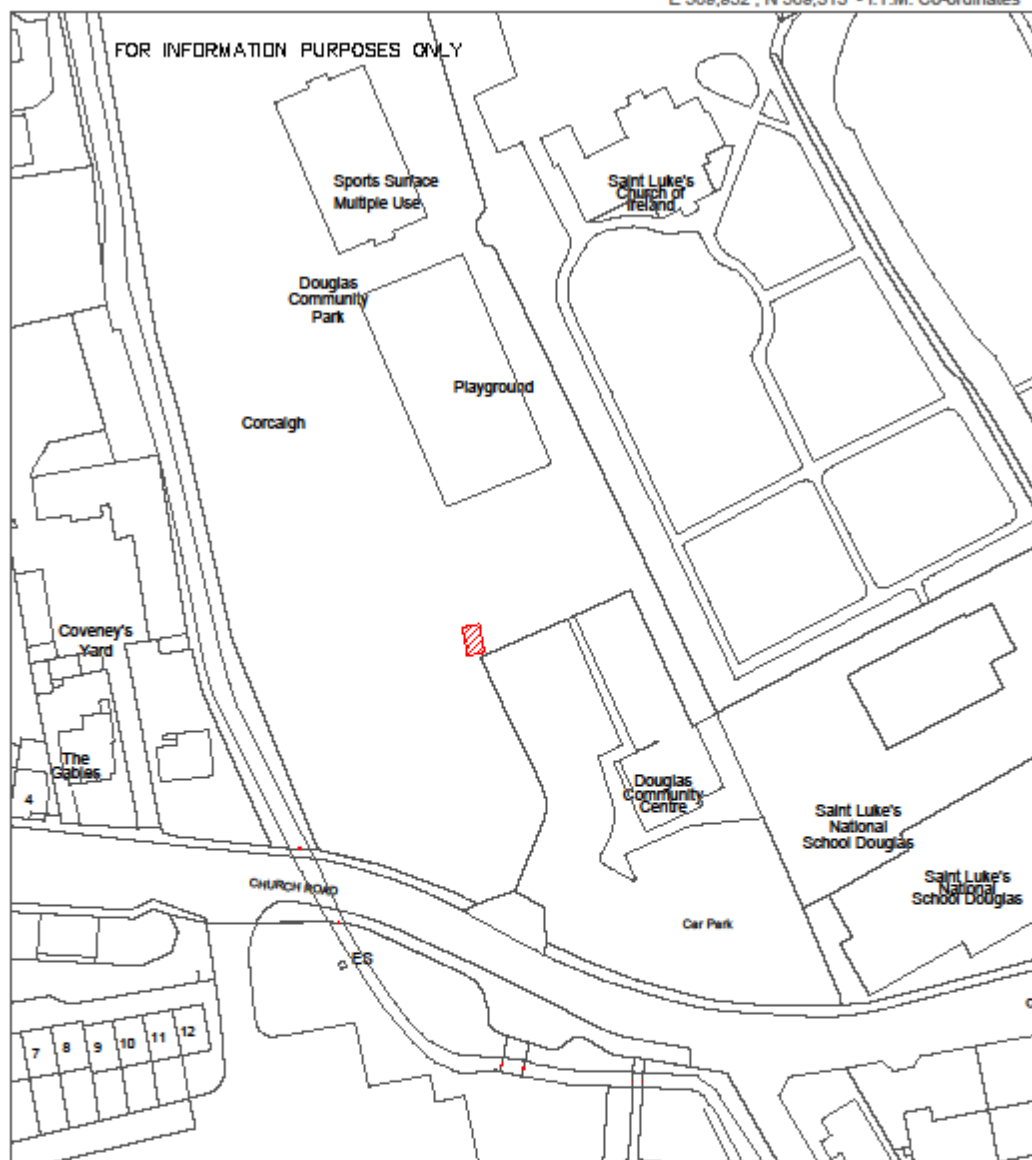 FOR INFORMATION PURPOSES ONLY
Sports Surface
Multiple Use
Saint Luke's
Church of
Ireland
Douglas
Community
Park
Playground
Corcaigh
Coveney's
Yard
The
Gables
4
Douglas
Community
Centre
Saint Luke's
National
School Douglas
Saint Luke's
National
School Douglas
CHURCH ROAD
Car Park
ES
7
8
9
10
11
12